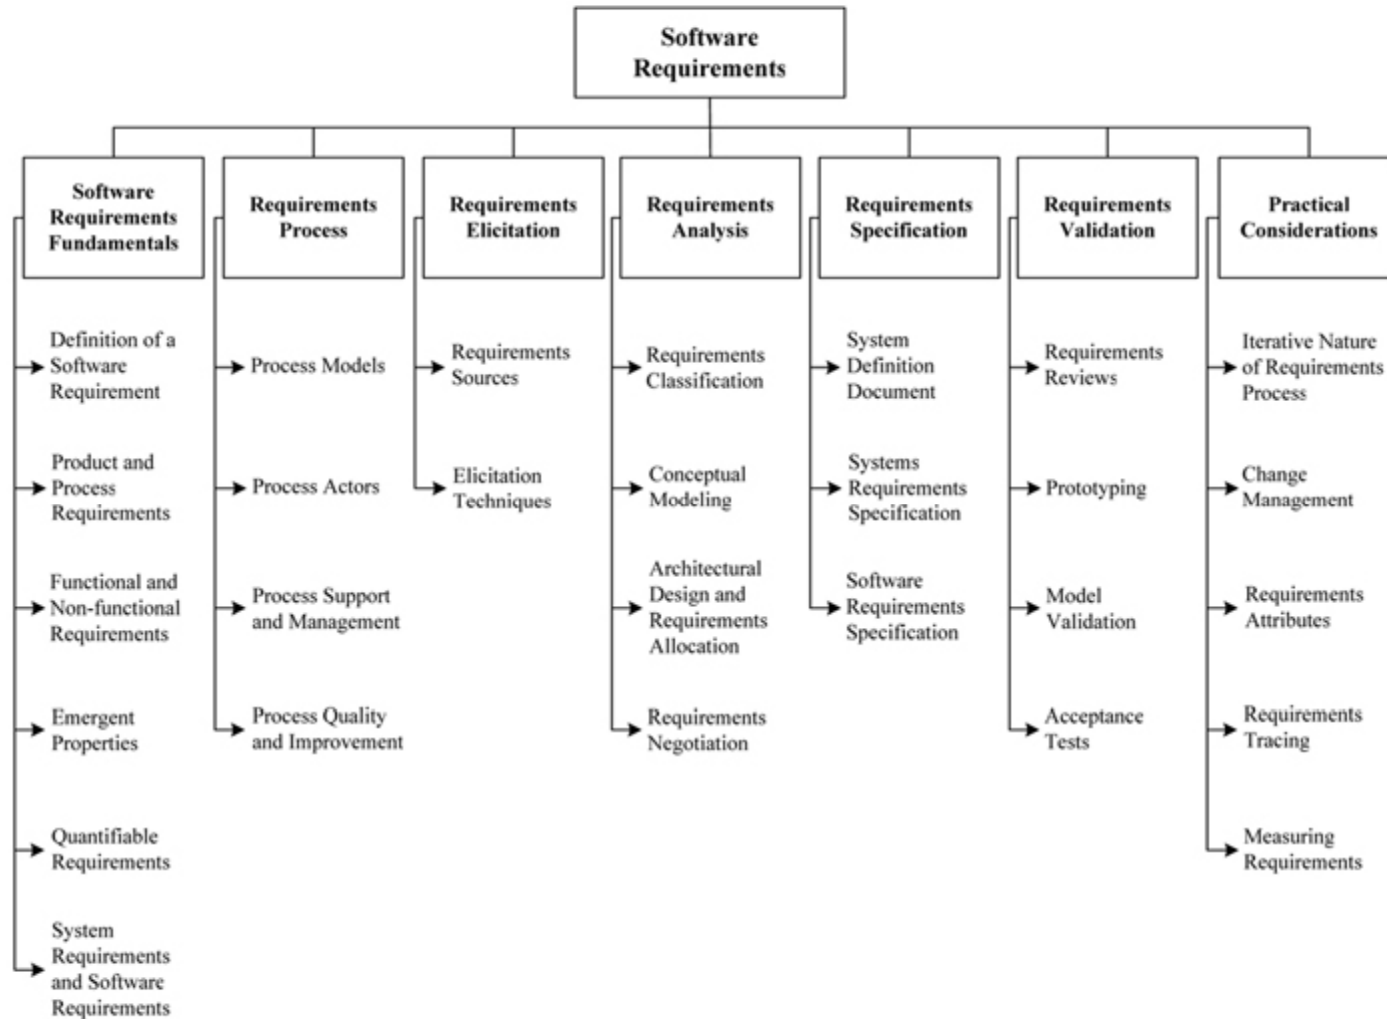 Software
Requirements
Software
Requirements
Fundamentals
Requirements
Process
Requirements
Elicitation
Requirements
Analysis
Requirements
Specification
Requirements
Validation
Practical
Considerations
Definition of a
Software
Requirement
Product and
Process
Requirements
Functional and
Non-functional
Requirements
Emergent
Properties
Quantifiable
Requirements
System
Requirements
and Software
Requirements
Process Models
Process Actors
Process Support
and Management
Process Quality
and Improvement
Requirements
Sources
Elicitation
Techniques
Requirements
Classification
Conceptual
Modeling
Architectural
Design and
Requirements
Allocation
Requirements
Negotiation
System
Definition
Document
Systems
Requirements
Specification
Software
Requirements
Specification
Requirements
Reviews
Prototyping
Model
Validation
Acceptance
Tests
Iterative Nature
of Requirements
Process
Change
Management
Requirements
Attributes
Requirements
Tracing
Measuring
Requirements